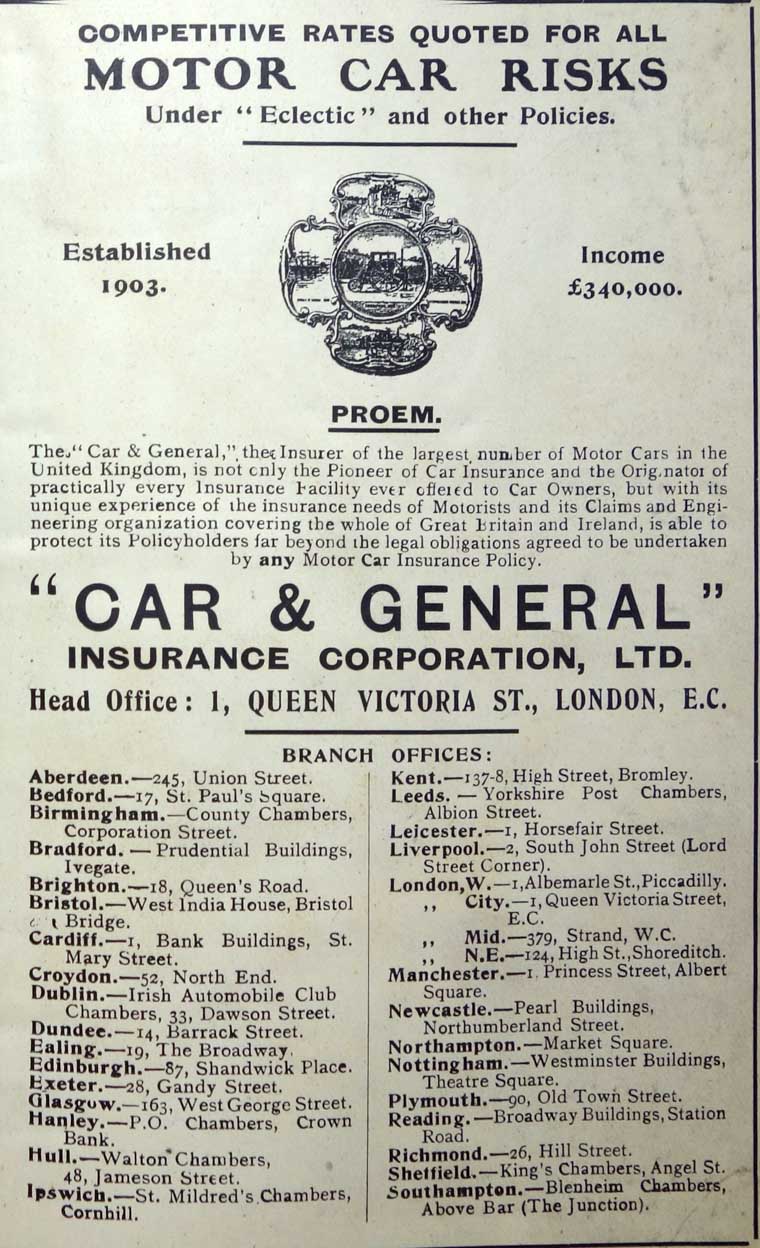 COMPETITIVE RATES QUOTED FOR ALL
MOTOR CAR RISKS
Under "Eclectic" and other Policies.
Established
1903.
Income
£340,000.
PROEM.
The "Car & General," the Insurer of the largest number of Motor Cars in the
United Kingdom, is not only the Pioneer of Car Insurance and the Originator of
practically every Insurance Facility ever offered to Car Owners, but with its
unique experience of the insurance needs of Motorists and its Claims and Engi-
neering organization covering the whole of Great Britain and Ireland, is able to
protect its Policyholders far beyond the legal obligations agreed to be undertaken
by any Motor Car Insurance Policy.
"CAR & GENERAL"
INSURANCE CORPORATION, LTD.
Head Office: 1, QUEEN VICTORIA ST., LONDON, E.C.
BRANCH OFFICES:
Aberdeen.—245, Union Street.
Bedford.—17, St. Paul's Square.
Birmingham.—County Chambers,
Corporation Street.
Bradford.—Prudential Buildings,
Ivegate.
Brighton.—18, Queen's Road.
Bristol.—West India House, Bristol
Bridge.
Cardiff.—1, Bank Buildings, St.
Mary Street.
Croydon.—52, North End.
Dublin.—Irish Automobile Club
Chambers, 33, Dawson Street.
Dundee.—14, Barrack Street.
Ealing.—19, The Broadway.
Edinburgh.—87, Shandwick Place.
Exeter.—28, Gandy Street.
Glasgow.—163, West George Street.
Hanley.—P.O. Chambers, Crown
Bank.
Hull.—Walton Chambers,
48, Jameson Street.
Ipswich.—St. Mildred's Chambers,
Cornhill.
Kent.—137-8, High Street, Bromley.
Leeds.—Yorkshire Post Chambers,
Albion Street.
Leicester.—1, Horsefair Street.
Liverpool.—2, South John Street (Lord
Street Corner).
London, W.—1, Albemarle St., Piccadilly.
,, City.—1, Queen Victoria Street,
E.C.
,, Mid.—379, Strand, W.C.
,, N.E.—124, High St., Shoreditch.
Manchester.—1, Princess Street, Albert
Square.
Newcastle.—Pearl Buildings,
Northumberland Street.
Northampton.—Market Square.
Nottingham.—Westminster Buildings,
Theatre Square.
Plymouth.—90, Old Town Street.
Reading.—Broadway Buildings, Station
Road.
Richmond.—26, Hill Street.
Sheffield.—King's Chambers, Angel St.
Southampton.—Blenheim Chambers,
Above Bar (The Junction).